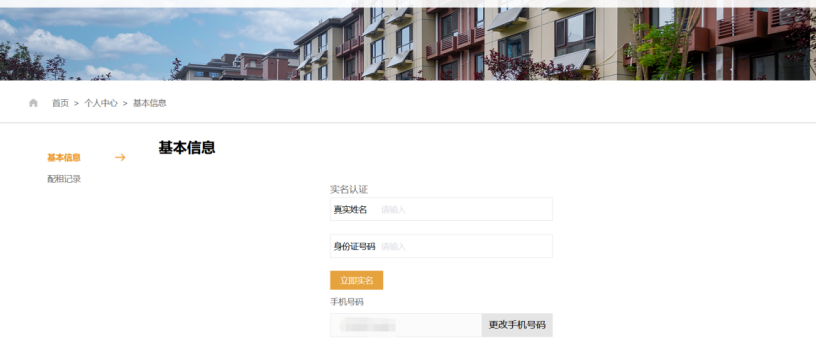 首页 > 个人中心 > 基本信息
基本信息 →
配租记录
基本信息
实名认证
真实姓名 请输入
身份证号码 请输入
立即实名
手机号码
更改手机号码